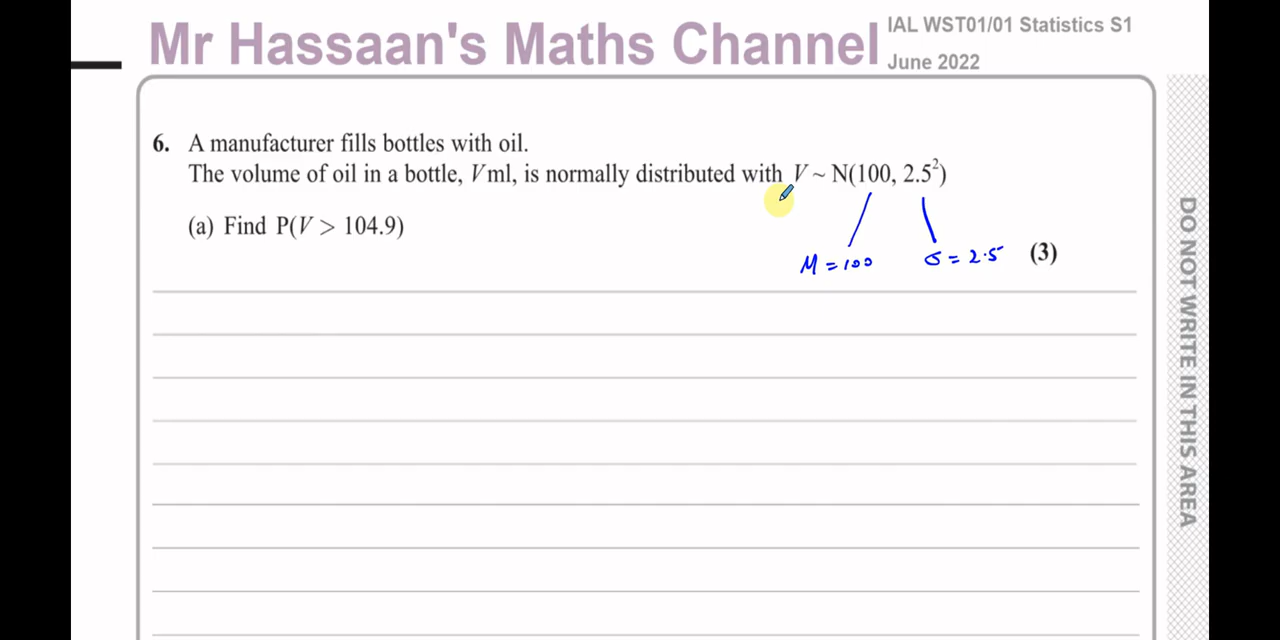 Mr Hassaan's Maths Channel
IAL WST01/01 Statistics S1
June 2022
6. A manufacturer fills bottles with oil.
The volume of oil in a bottle, V ml, is normally distributed with V ~ N(100, 2.5²)
(a) Find P(V > 104.9)
μ = 100
σ = 2.5
(3)
DO NOT WRITE IN THIS AREA